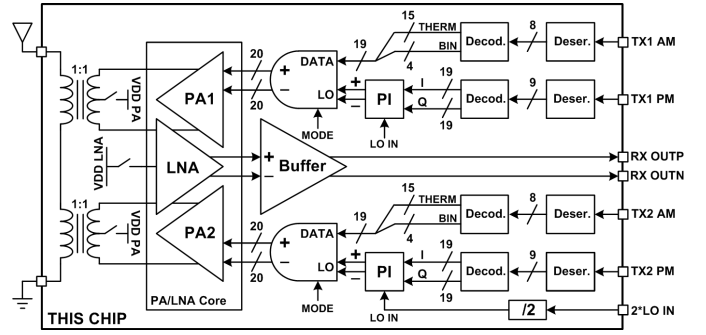 15
THERM
BIN
4
19
Decod.
8
Deser.
TX1 AM
1:1
VDD PA
PA1
20
20
+
−
DATA
LO
MODE
+
−
PI
LO IN
I
Q
19
19
Decod.
9
Deser.
TX1 PM
VDD LNA
LNA
+
−
Buffer
RX OUTP
RX OUTN
15
THERM
BIN
4
19
Decod.
8
Deser.
TX2 AM
1:1
VDD PA
PA2
20
20
+
−
DATA
LO
MODE
+
−
PI
LO IN
I
Q
19
19
Decod.
9
Deser.
TX2 PM
PA/LNA Core
/2
2*LO IN
THIS CHIP